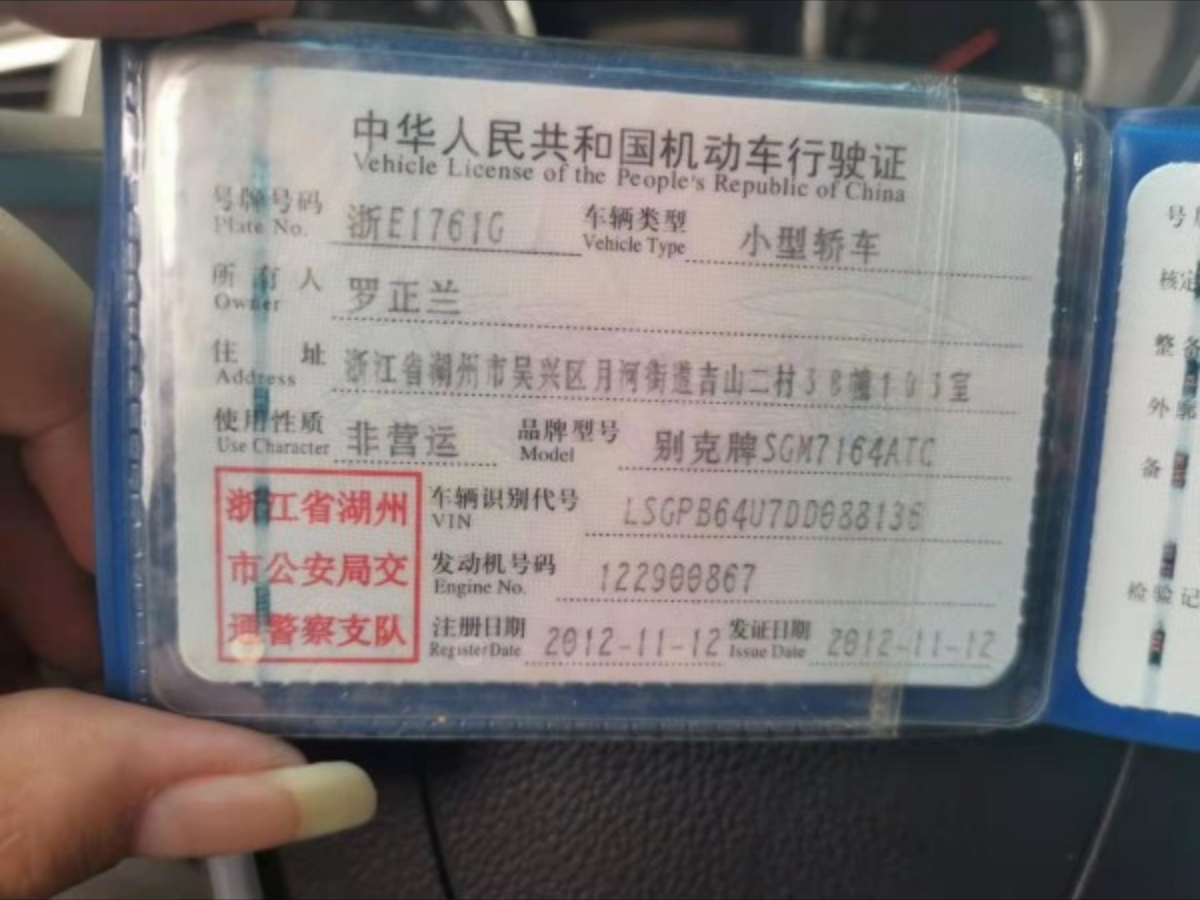 中华人民共和国机动车行驶证
Vehicle License of the People's Republic of China
号牌号码 浙E1761G 车辆类型 小型轿车
Plate No. Vehicle Type
所有人 罗正兰
Owner
住址 浙江省湖州市吴兴区月河街道吉山二村38幢103室
Address
使用性质 非营运 品牌型号 别克牌SGM7164ATC
Use Character Model
浙江省湖州
市公安局交
通警察支队
车辆识别代号 LSGPB64U7DD088136
VIN
发动机号码 122900867
Engine No.
注册日期 2012-11-12 发证日期 2012-11-12
Register Date Issue Date
号
核定
整备
外廓
备
检验记